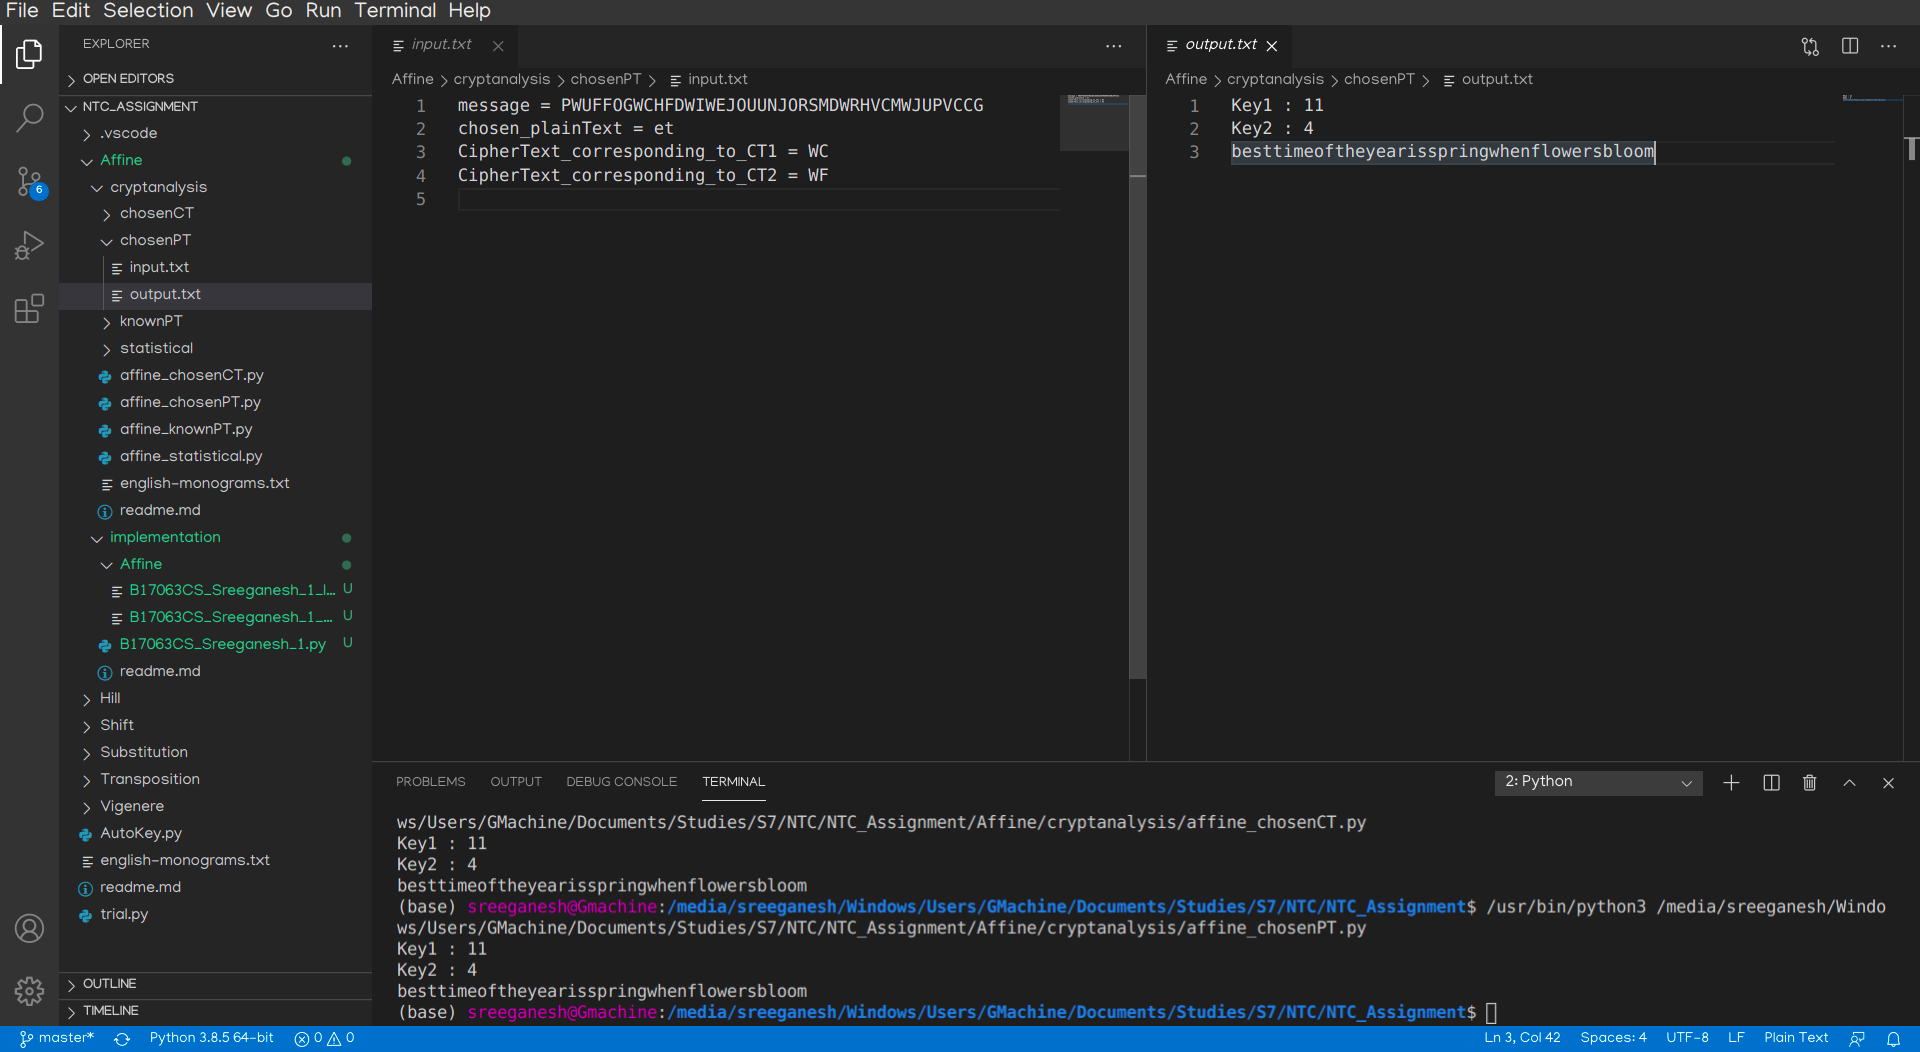 File Edit Selection View Go Run Terminal Help
EXPLORER
OPEN EDITORS
NTC_ASSIGNMENT
.vscode
Affine
cryptanalysis
chosenCT
chosenPT
input.txt
output.txt
knownPT
statistical
affine_chosenCT.py
affine_chosenPT.py
affine_knownPT.py
affine_statistical.py
english-monograms.txt
readme.md
implementation
Affine
B17063CS_Sreeganesh_1_I... U
B17063CS_Sreeganesh_1_... U
B17063CS_Sreeganesh_1.py U
readme.md
Hill
Shift
Substitution
Transposition
Vigenere
AutoKey.py
english-monograms.txt
readme.md
trial.py
OUTLINE
TIMELINE
6
input.txt
Affine > cryptanalysis > chosenPT > input.txt
1 message = PWUFFOGWCHFDWIWEJOUUNJORSMDWRHVCMWJUPVCCG
2 chosen_plainText = et
3 CipherText_corresponding_to_CT1 = WC
4 CipherText_corresponding_to_CT2 = WF
5
output.txt
Affine > cryptanalysis > chosenPT > output.txt
1 Key1 : 11
2 Key2 : 4
3 besttimeoftheyearisspringwhenflowersbloom
PROBLEMS OUTPUT DEBUG CONSOLE TERMINAL
2: Python
ws/Users/GMachine/Documents/Studies/S7/NTC/NTC_Assignment/Affine/cryptanalysis/affine_chosenCT.py
Key1 : 11
Key2 : 4
besttimeoftheyearisspringwhenflowersbloom
(base) sreeganesh@Gmachine:/media/sreeganesh/Windows/Users/GMachine/Documents/Studies/S7/NTC/NTC_Assignment$ /usr/bin/python3 /media/sreeganesh/Windo
ws/Users/GMachine/Documents/Studies/S7/NTC/NTC_Assignment/Affine/cryptanalysis/affine_chosenPT.py
Key1 : 11
Key2 : 4
besttimeoftheyearisspringwhenflowersbloom
(base) sreeganesh@Gmachine:/media/sreeganesh/Windows/Users/GMachine/Documents/Studies/S7/NTC/NTC_Assignment$
master* Python 3.8.5 64-bit 0 0 Ln 3, Col 42 Spaces: 4 UTF-8 LF Plain Text